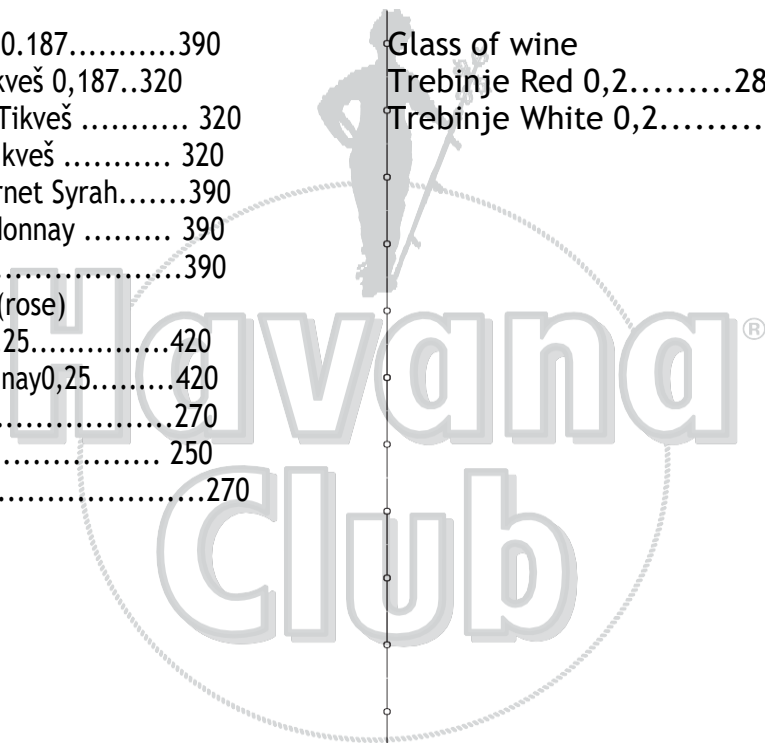 0.187...........390
kveš 0,187..320
Tikveš ........... 320
kveš ........... 320
rnet Syrah.......390
donnay ......... 390
...................390
(rose)
25...............420
nay0,25.........420
...................270
................ 250
.......................270
Glass of wine
Trebinje Red 0,2.........28
Trebinje White 0,2..........
Havana
®
Club